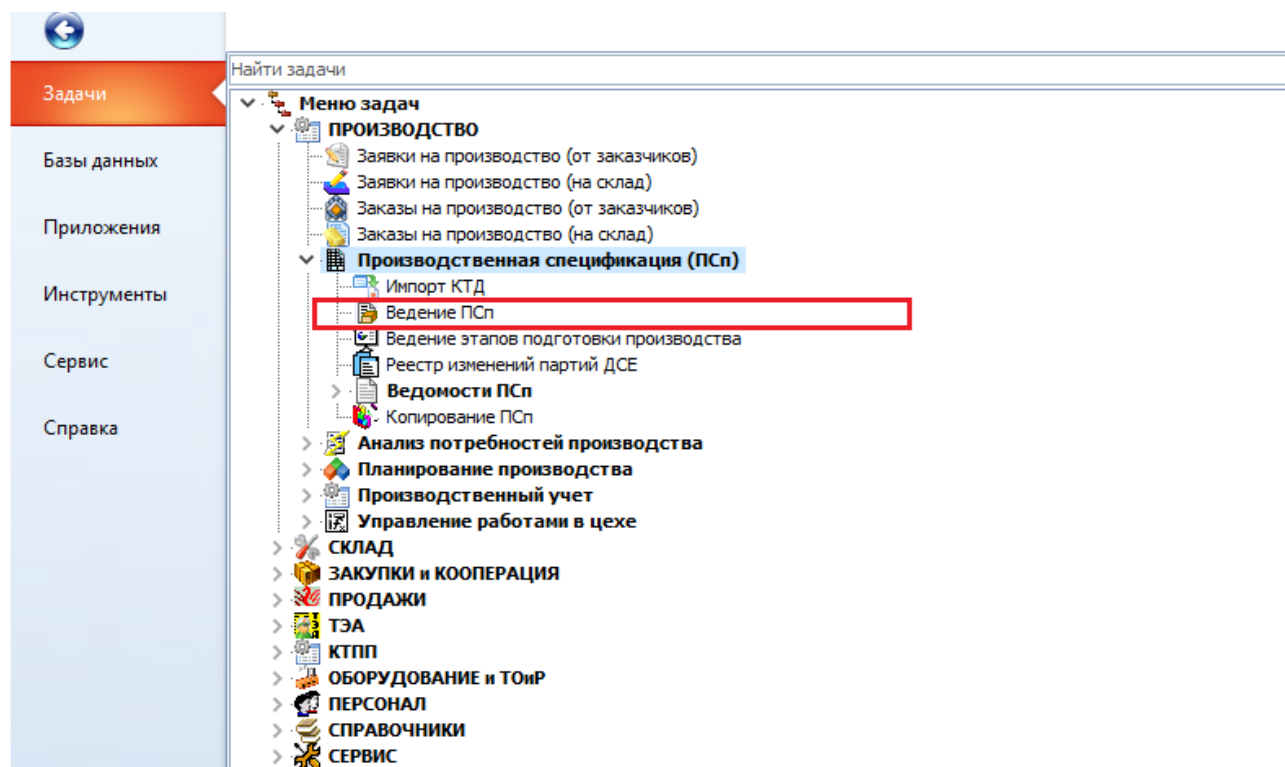 Найти задачи
Задачи
Базы данных
Приложения
Инструменты
Сервис
Справка
Меню задач
ПРОИЗВОДСТВО
Заявки на производство (от заказчиков)
Заявки на производство (на склад)
Заказы на производство (от заказчиков)
Заказы на производство (на склад)
Производственная спецификация (ПСп)
Импорт КТД
Ведение ПСп
Ведение этапов подготовки производства
Реестр изменений партий ДСЕ
Ведомости ПСп
Копирование ПСп
Анализ потребностей производства
Планирование производства
Производственный учет
Управление работами в цехе
СКЛАД
ЗАКУПКИ и КООПЕРАЦИЯ
ПРОДАЖИ
ТЭА
КТПП
ОБОРУДОВАНИЕ и ТОиР
ПЕРСОНАЛ
СПРАВОЧНИКИ
СЕРВИС